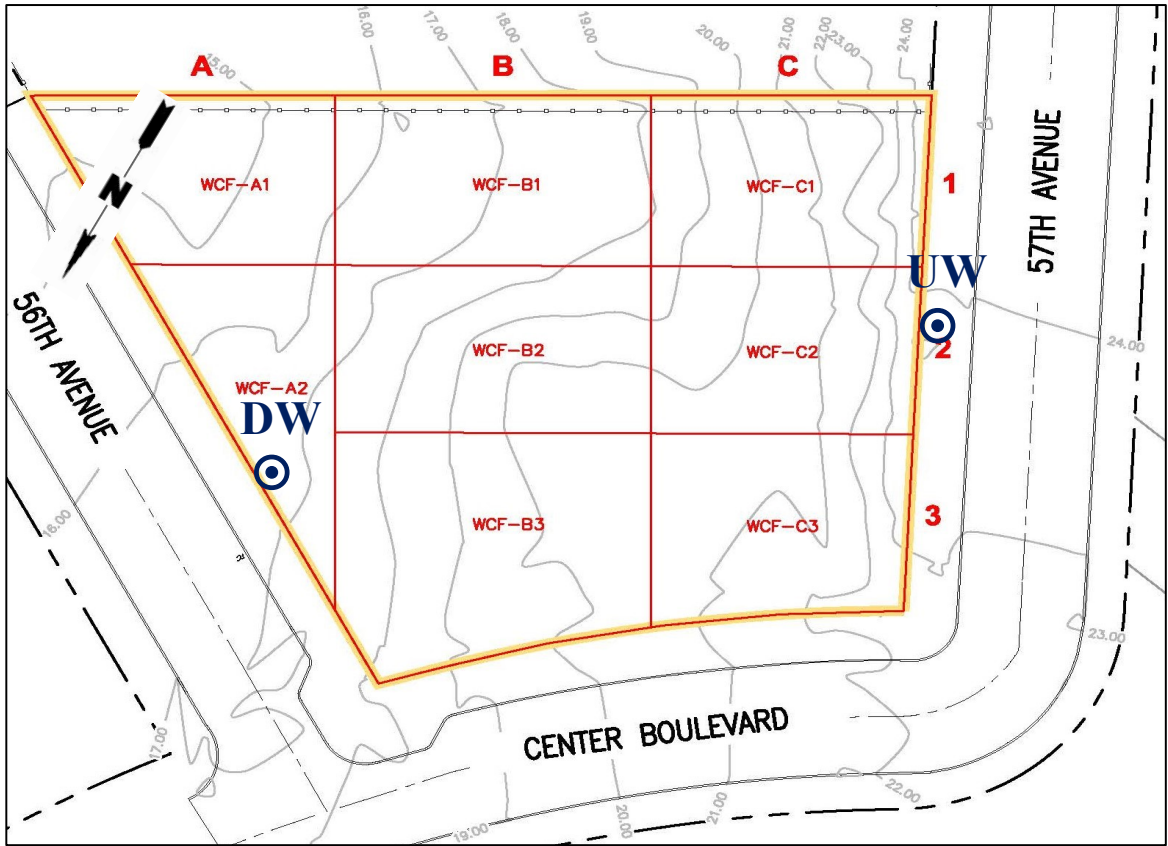 16.00
17.00
18.00
19.00
20.00
21.00
22.00
23.00
24.00
15.00
A
B
C
N
WCF-A1
WCF-B1
WCF-C1
1
57TH AVENUE
UW
2
24.00
56TH AVENUE
WCF-A2
WCF-B2
WCF-C2
DW
16.00
WCF-B3
WCF-C3
3
23.00
17.00
CENTER BOULEVARD
22.00
21.00
20.00
19.00